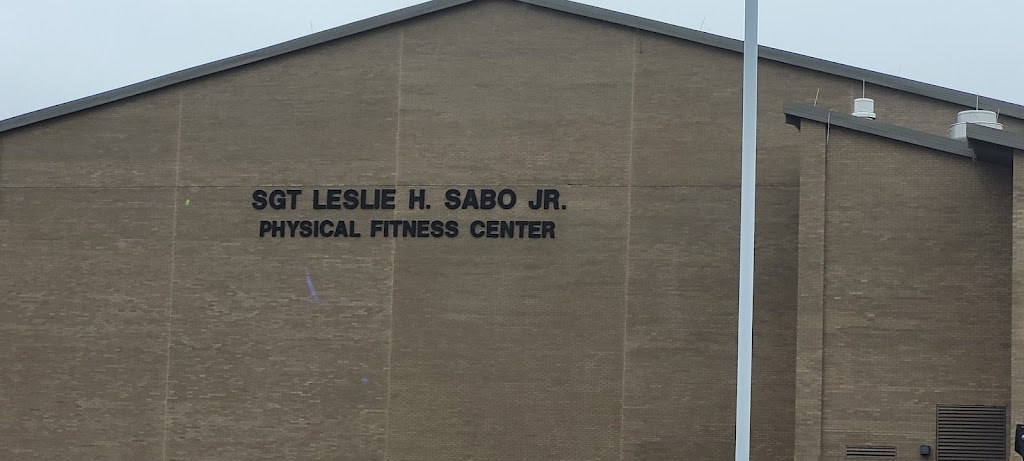 SGT LESLIE H. SABO JR.
PHYSICAL FITNESS CENTER